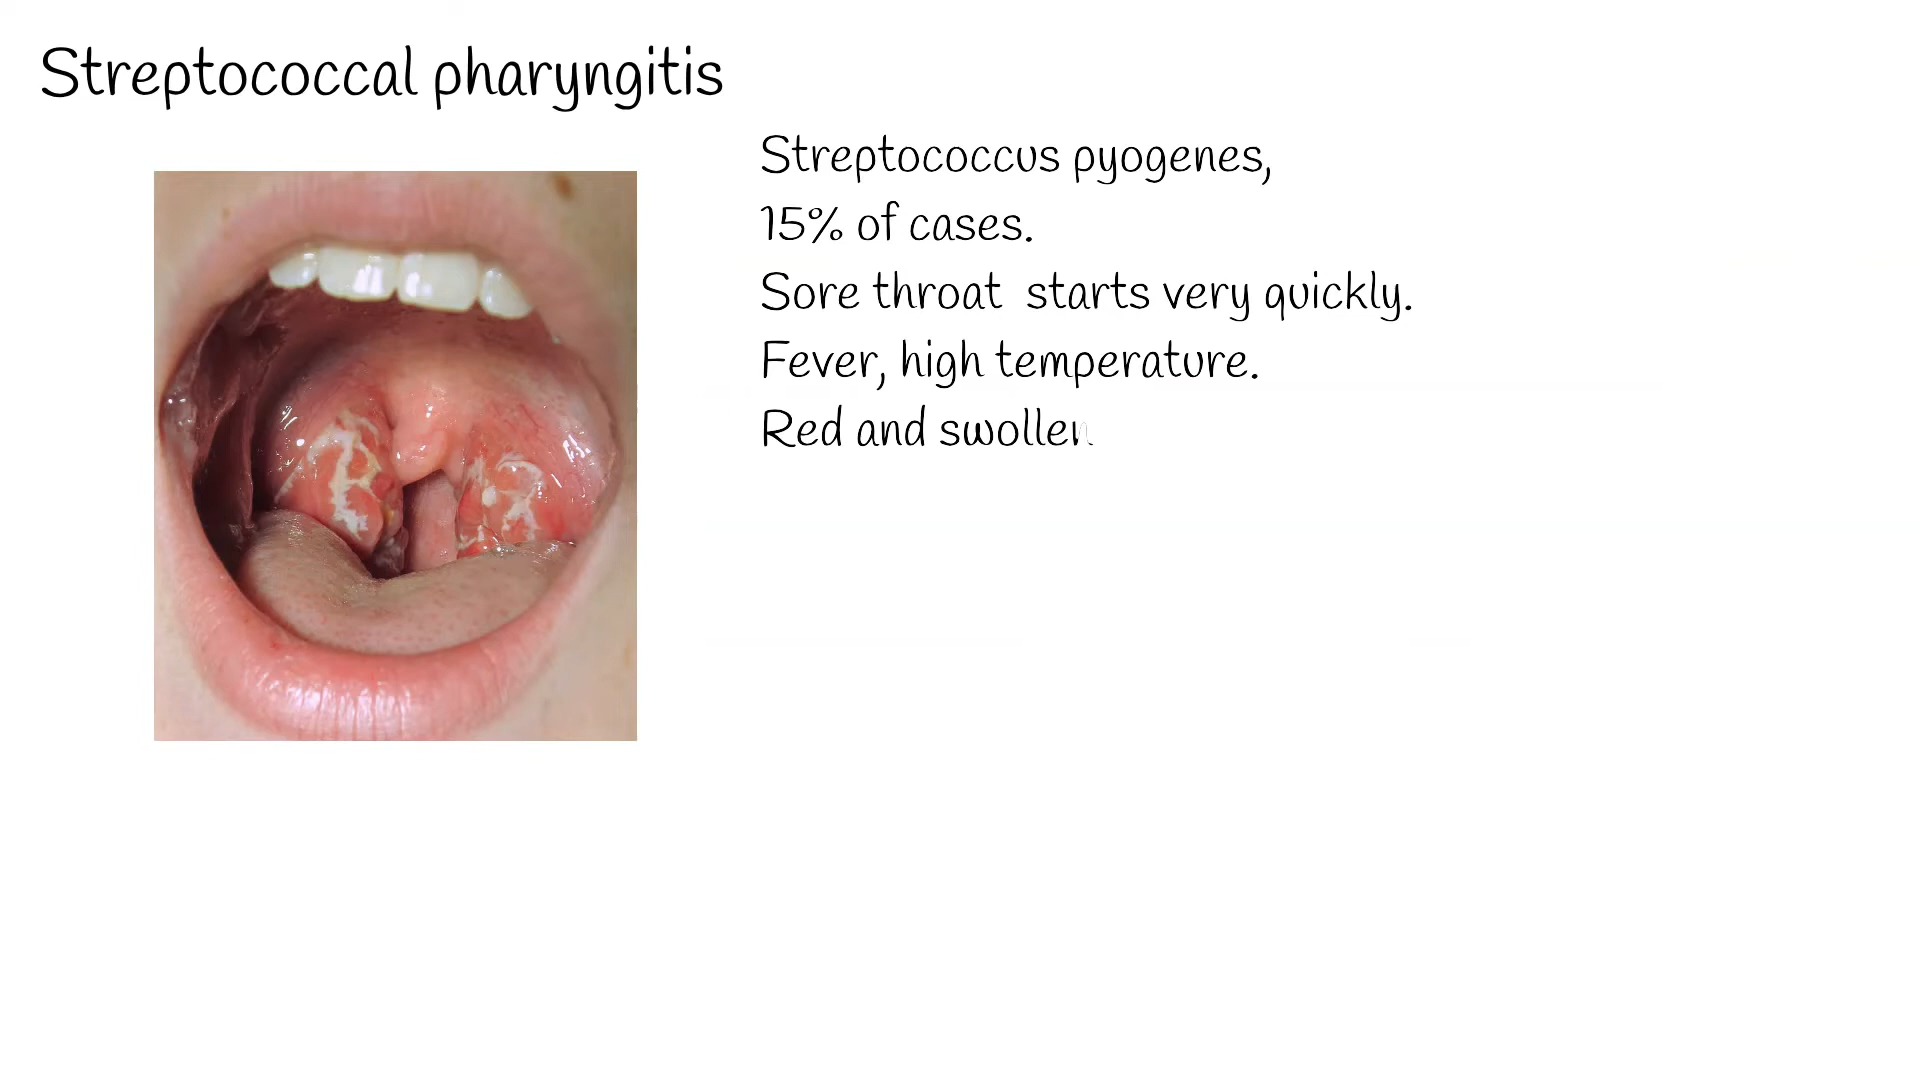 Streptococcal pharyngitis
Streptococcus pyogenes,
15% of cases.
Sore throat starts very quickly.
Fever, high temperature.
Red and swollen